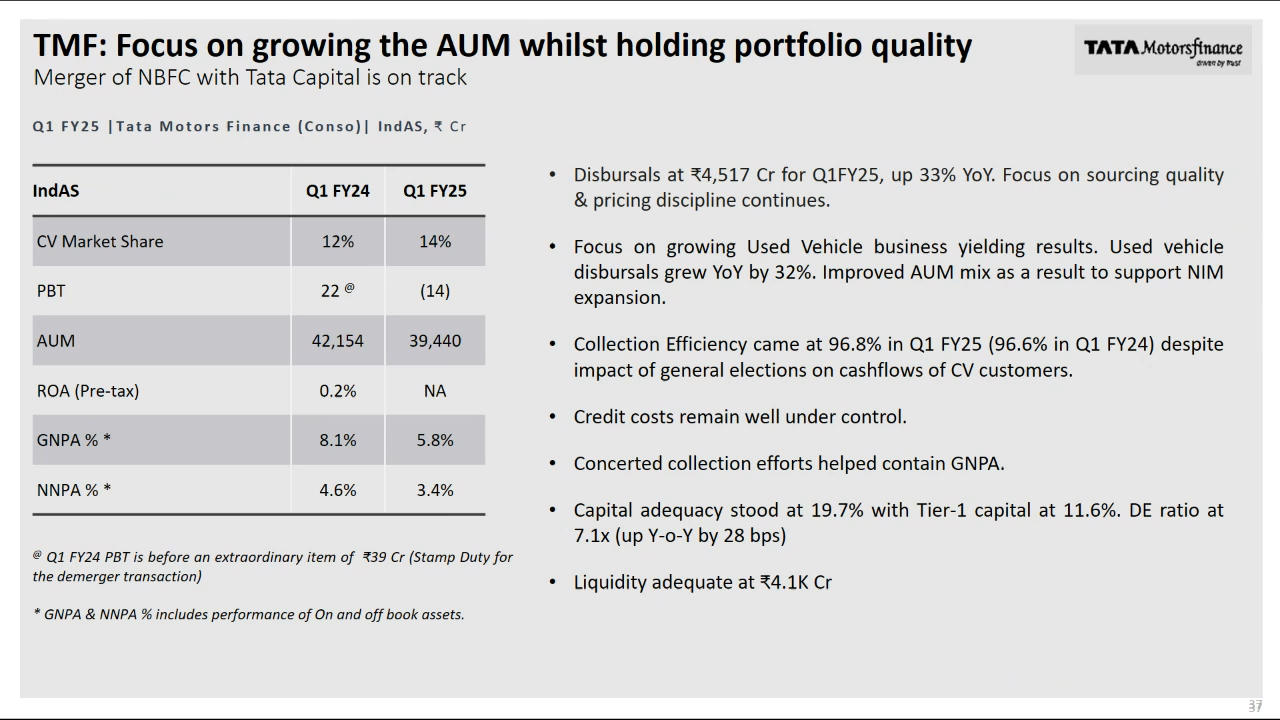 TMF: Focus on growing the AUM whilst holding portfolio quality
Merger of NBFC with Tata Capital is on track
TATA Motorsfinance
driven by trust
Q1 FY25 |Tata Motors Finance (Conso)| IndAS, ₹ Cr
IndAS Q1 FY24 Q1 FY25
CV Market Share 12% 14%
PBT 22 @ (14)
AUM 42,154 39,440
ROA (Pre-tax) 0.2% NA
GNPA % * 8.1% 5.8%
NNPA % * 4.6% 3.4%
@ Q1 FY24 PBT is before an extraordinary item of ₹39 Cr (Stamp Duty for
the demerger transaction)
* GNPA & NNPA % includes performance of On and off book assets.
• Disbursals at ₹4,517 Cr for Q1FY25, up 33% YoY. Focus on sourcing quality
& pricing discipline continues.
• Focus on growing Used Vehicle business yielding results. Used vehicle
disbursals grew YoY by 32%. Improved AUM mix as a result to support NIM
expansion.
• Collection Efficiency came at 96.8% in Q1 FY25 (96.6% in Q1 FY24) despite
impact of general elections on cashflows of CV customers.
• Credit costs remain well under control.
• Concerted collection efforts helped contain GNPA.
• Capital adequacy stood at 19.7% with Tier-1 capital at 11.6%. DE ratio at
7.1x (up Y-o-Y by 28 bps)
• Liquidity adequate at ₹4.1K Cr
37